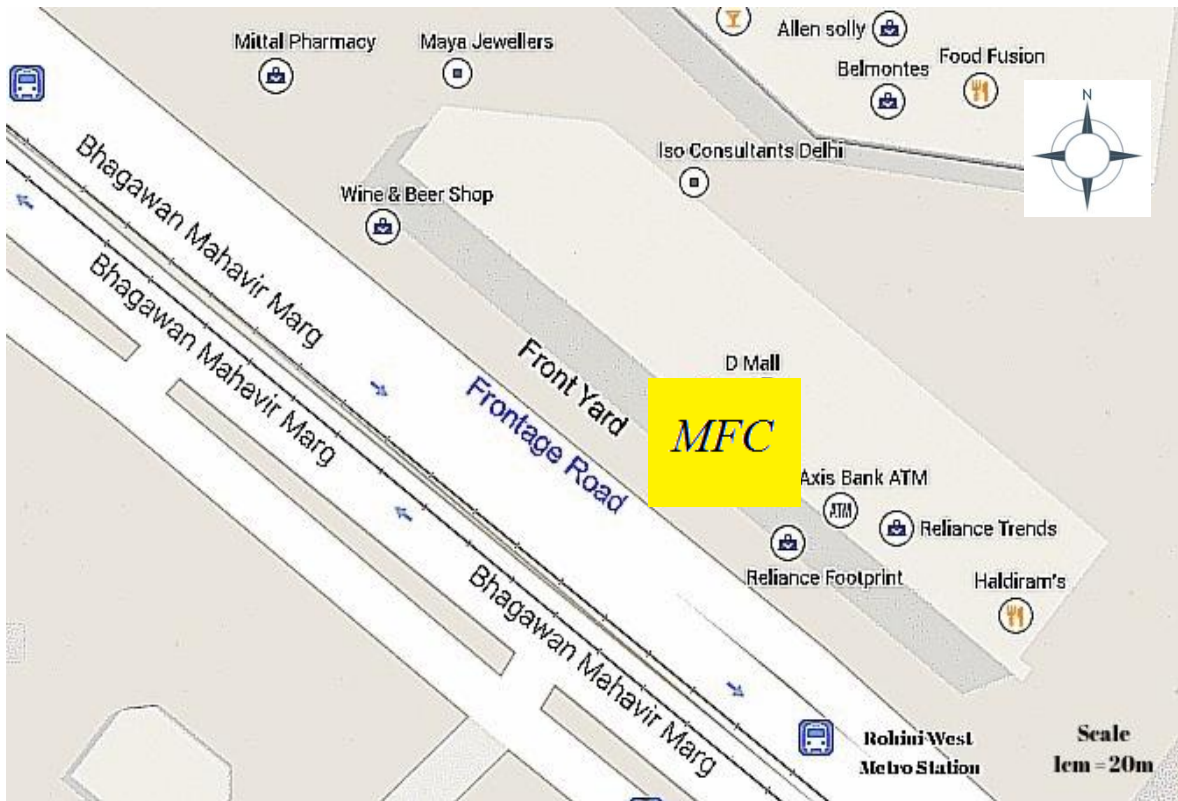 Allen solly
Mittal Pharmacy
Maya Jewellers
Food Fusion
Belmontes
N
Bhagawan Mahavir Marg
Iso Consultants Delhi
Wine & Beer Shop
Bhagawan Mahavir Marg
Front Yard
D Mall
Frontage Road
MFC
Axis Bank ATM
ATM
Reliance Trends
Reliance Footprint
Haldiram's
Bhagawan Mahavir Marg
Rohini West
Metro Station
Scale
1cm = 20m